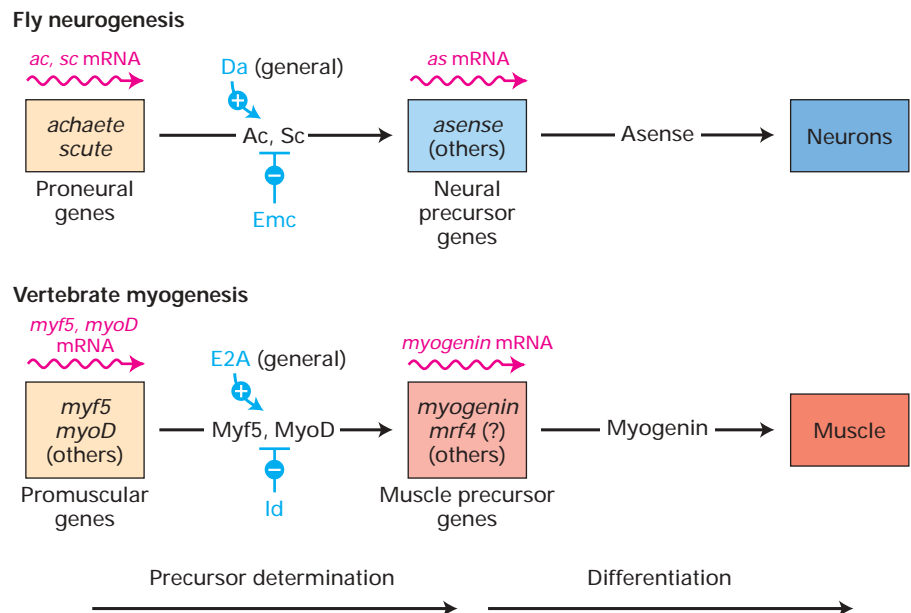 Fly neurogenesis
ac, sc mRNA
Da (general)
as mRNA
+
achaete
scute
Ac, Sc
asense
(others)
Asense
Neurons
Proneural
genes
−
Emc
Neural
precursor
genes
Vertebrate myogenesis
myf5, myoD
mRNA
E2A (general)
myogenin mRNA
+
myf5
myoD
(others)
Myf5, MyoD
myogenin
mrf4 (?)
(others)
Myogenin
Muscle
Promuscular
genes
−
Id
Muscle precursor
genes
Precursor determination
Differentiation